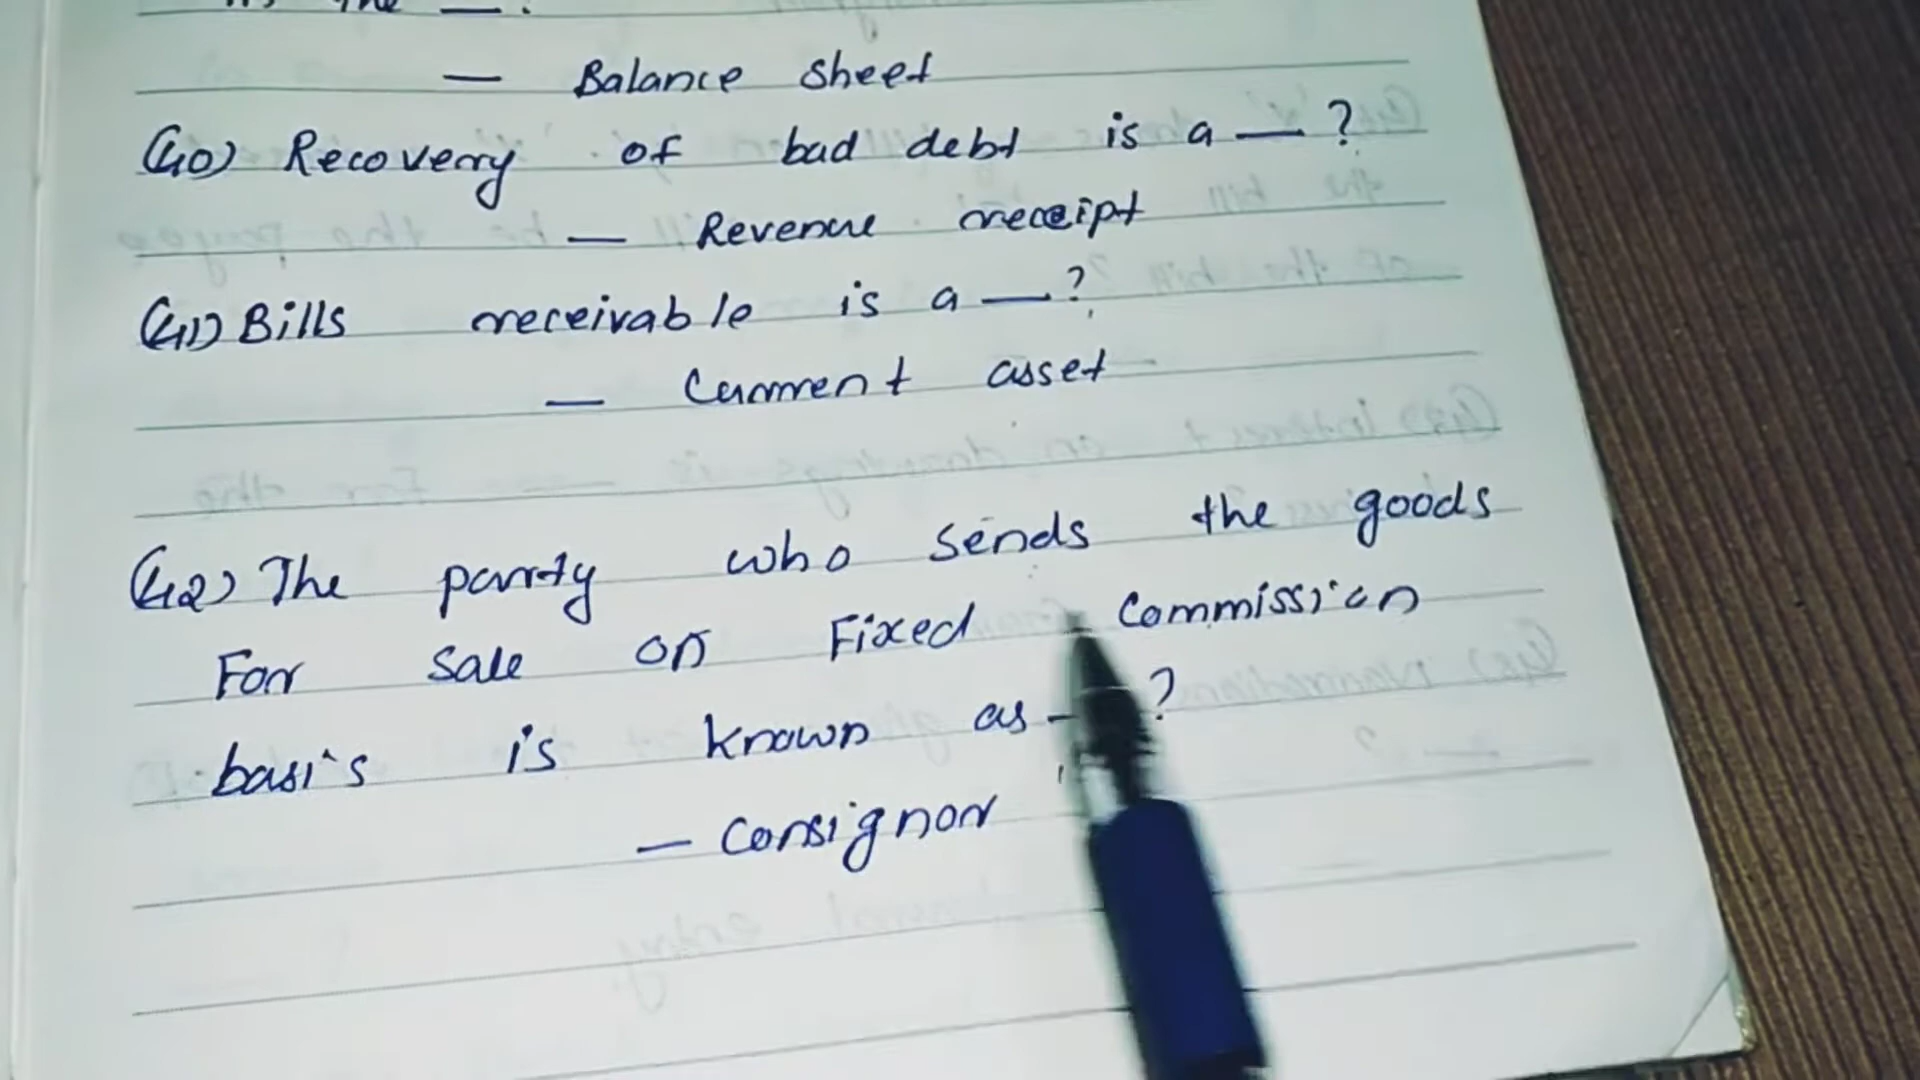 the — .
— Balance sheet
(40) Recovery of bad debt is a — ?
— Revenue receipt
(41) Bills receivable is a — ?
— Current asset
(42) The party who sends the goods
For sale on Fixed commission
basis is known as — ?
— Consignor